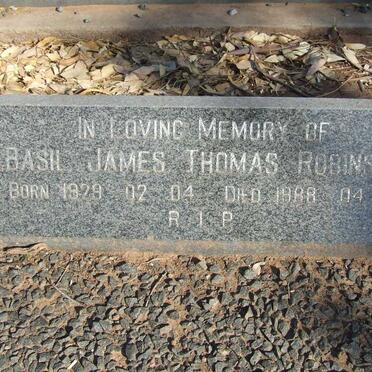 IN LOVING MEMORY OF
BASIL JAMES THOMAS ROBINS
BORN 1929 02 04 DIED 1988 04
R I P